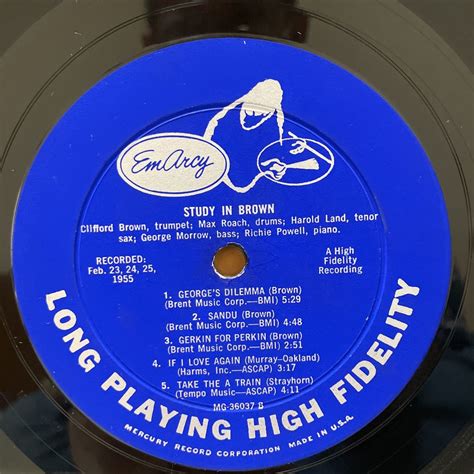 EmArcy
STUDY IN BROWN
Clifford Brown, trumpet; Max Roach, drums; Harold Land, tenor
sax; George Morrow, bass; Richie Powell, piano.
RECORDED:
Feb. 23, 24, 25,
1955
A High
Fidelity
Recording
1. GEORGE'S DILEMMA (Brown)
(Brent Music Corp.—BMI) 5:29
2. SANDU (Brown)
(Brent Music Corp.—BMI) 4:48
3. GERKIN FOR PERKIN (Brown)
(Brent Music Corp.—BMI) 2:51
4. IF I LOVE AGAIN (Murray-Oakland)
(Harms, Inc.—ASCAP) 3:17
5. TAKE THE A TRAIN (Strayhorn)
(Tempo Music—ASCAP) 4:16
MG-36037 B
LONG PLAYING HIGH FIDELITY
MERCURY RECORD CORPORATION MADE IN U.S.A.